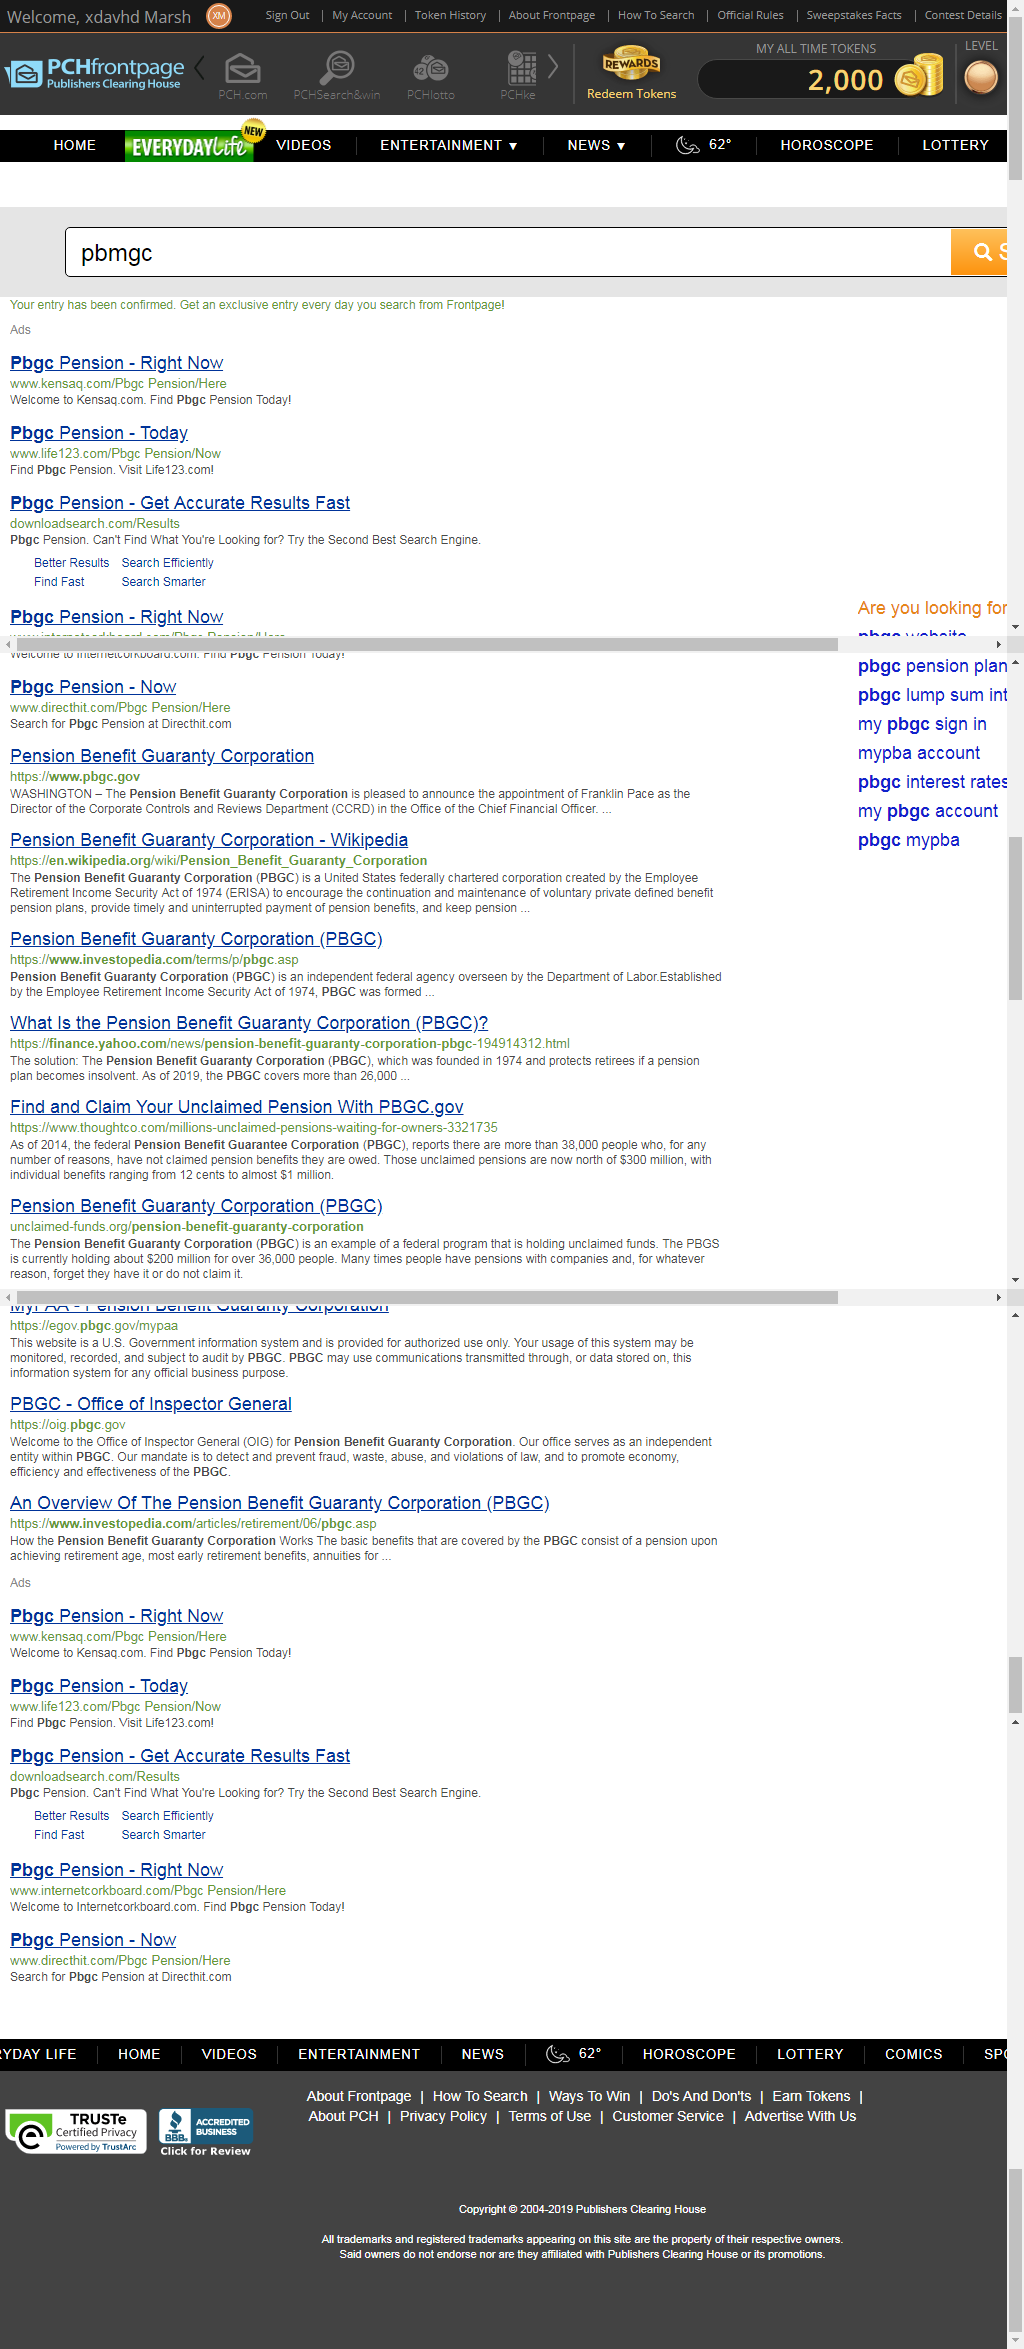 Welcome, xdavhd Marsh XM Sign Out | My Account | Token History | About Frontpage | How To Search | Official Rules | Sweepstakes Facts | Contest Details
PCHfrontpage
Publishers Clearing House
PCH.com PCHSearch&win PCHlotto PCHke
REWARDS
Redeem Tokens
MY ALL TIME TOKENS
2,000
LEVEL
HOME EVERYDAY Life NEW VIDEOS ENTERTAINMENT ▼ NEWS ▼ 62° HOROSCOPE LOTTERY
pbmgc
Your entry has been confirmed. Get an exclusive entry every day you search from Frontpage!
Ads
Pbgc Pension - Right Now
www.kensaq.com/Pbgc Pension/Here
Welcome to Kensaq.com. Find Pbgc Pension Today!
Pbgc Pension - Today
www.life123.com/Pbgc Pension/Now
Find Pbgc Pension. Visit Life123.com!
Pbgc Pension - Get Accurate Results Fast
downloadsearch.com/Results
Pbgc Pension. Can't Find What You're Looking for? Try the Second Best Search Engine.
Better Results Search Efficiently
Find Fast Search Smarter
Pbgc Pension - Right Now
Welcome to Internetcorkboard.com. Find Pbgc Pension Today!
Are you looking for
pbgc website
pbgc pension plan
pbgc lump sum int
my pbgc sign in
mypba account
pbgc interest rates
my pbgc account
pbgc mypba
Pbgc Pension - Now
www.directhit.com/Pbgc Pension/Here
Search for Pbgc Pension at Directhit.com
Pension Benefit Guaranty Corporation
https://www.pbgc.gov
WASHINGTON – The Pension Benefit Guaranty Corporation is pleased to announce the appointment of Franklin Pace as the
Director of the Corporate Controls and Reviews Department (CCRD) in the Office of the Chief Financial Officer. ...
Pension Benefit Guaranty Corporation - Wikipedia
https://en.wikipedia.org/wiki/Pension_Benefit_Guaranty_Corporation
The Pension Benefit Guaranty Corporation (PBGC) is a United States federally chartered corporation created by the Employee
Retirement Income Security Act of 1974 (ERISA) to encourage the continuation and maintenance of voluntary private defined benefit
pension plans, provide timely and uninterrupted payment of pension benefits, and keep pension ...
Pension Benefit Guaranty Corporation (PBGC)
https://www.investopedia.com/terms/p/pbgc.asp
Pension Benefit Guaranty Corporation (PBGC) is an independent federal agency overseen by the Department of Labor.Established
by the Employee Retirement Income Security Act of 1974, PBGC was formed ...
What Is the Pension Benefit Guaranty Corporation (PBGC)?
https://finance.yahoo.com/news/pension-benefit-guaranty-corporation-pbgc-194914312.html
The solution: The Pension Benefit Guaranty Corporation (PBGC), which was founded in 1974 and protects retirees if a pension
plan becomes insolvent. As of 2019, the PBGC covers more than 26,000 ...
Find and Claim Your Unclaimed Pension With PBGC.gov
https://www.thoughtco.com/millions-unclaimed-pensions-waiting-for-owners-3321735
As of 2014, the federal Pension Benefit Guarantee Corporation (PBGC), reports there are more than 38,000 people who, for any
number of reasons, have not claimed pension benefits they are owed. Those unclaimed pensions are now north of $300 million, with
individual benefits ranging from 12 cents to almost $1 million.
Pension Benefit Guaranty Corporation (PBGC)
unclaimed-funds.org/pension-benefit-guaranty-corporation
The Pension Benefit Guaranty Corporation (PBGC) is an example of a federal program that is holding unclaimed funds. The PBGS
is currently holding about $200 million for over 36,000 people. Many times people have pensions with companies and, for whatever
reason, forget they have it or do not claim it.
MyPAA - Pension Benefit Guaranty Corporation
https://egov.pbgc.gov/mypaa
This website is a U.S. Government information system and is provided for authorized use only. Your usage of this system may be
monitored, recorded, and subject to audit by PBGC. PBGC may use communications transmitted through, or data stored on, this
information system for any official business purpose.
PBGC - Office of Inspector General
https://oig.pbgc.gov
Welcome to the Office of Inspector General (OIG) for Pension Benefit Guaranty Corporation. Our office serves as an independent
entity within PBGC. Our mandate is to detect and prevent fraud, waste, abuse, and violations of law, and to promote economy,
efficiency and effectiveness of the PBGC.
An Overview Of The Pension Benefit Guaranty Corporation (PBGC)
https://www.investopedia.com/articles/retirement/06/pbgc.asp
How the Pension Benefit Guaranty Corporation Works The basic benefits that are covered by the PBGC consist of a pension upon
achieving retirement age, most early retirement benefits, annuities for ...
Ads
Pbgc Pension - Right Now
www.kensaq.com/Pbgc Pension/Here
Welcome to Kensaq.com. Find Pbgc Pension Today!
Pbgc Pension - Today
www.life123.com/Pbgc Pension/Now
Find Pbgc Pension. Visit Life123.com!
Pbgc Pension - Get Accurate Results Fast
downloadsearch.com/Results
Pbgc Pension. Can't Find What You're Looking for? Try the Second Best Search Engine.
Better Results Search Efficiently
Find Fast Search Smarter
Pbgc Pension - Right Now
www.internetcorkboard.com/Pbgc Pension/Here
Welcome to Internetcorkboard.com. Find Pbgc Pension Today!
Pbgc Pension - Now
www.directhit.com/Pbgc Pension/Here
Search for Pbgc Pension at Directhit.com
RYDAY LIFE HOME VIDEOS ENTERTAINMENT NEWS 62° HOROSCOPE LOTTERY COMICS SPO
About Frontpage | How To Search | Ways To Win | Do's And Don'ts | Earn Tokens |
About PCH | Privacy Policy | Terms of Use | Customer Service | Advertise With Us
TRUSTe
Certified Privacy
Powered by TrustArc
BBB. ACCREDITED BUSINESS
Click for Review
Copyright © 2004-2019 Publishers Clearing House
All trademarks and registered trademarks appearing on this site are the property of their respective owners.
Said owners do not endorse nor are they affiliated with Publishers Clearing House or its promotions.